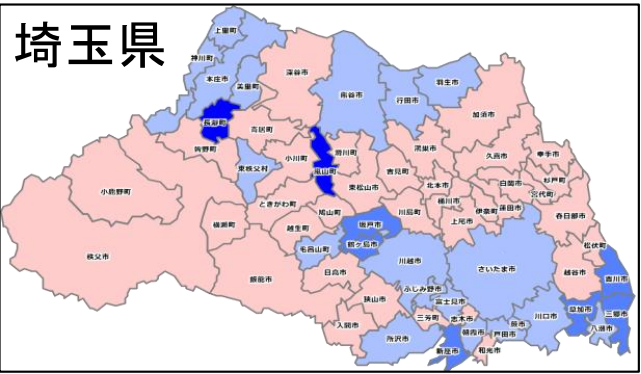 埼玉県
上里町
神川町
本庄市
美里町
深谷市
熊谷市
行田市
羽生市
加須市
長瀞町
皆野町
寄居町
小川町
嵐山町
滑川町
東秩父村
東松山市
吉見町
鴻巣市
北本市
久喜市
幸手市
杉戸町
宮代町
白岡市
蓮田市
伊奈町
桶川市
上尾市
春日部市
松伏町
小鹿野町
秩父市
横瀬町
ときがわ町
鳩山町
川島町
越生町
毛呂山町
坂戸市
鶴ヶ島市
川越市
さいたま市
越谷市
吉川市
飯能市
日高市
狭山市
入間市
所沢市
ふじみ野市
富士見市
三芳町
志木市
新座市
朝霞市
和光市
戸田市
蕨市
川口市
草加市
八潮市
三郷市